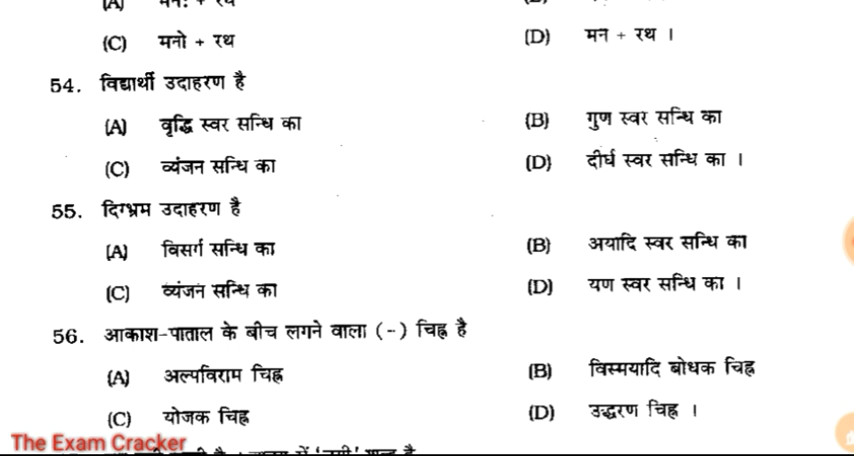 (A) मनः + रथ
(C) मनो + रथ (D) मन + रथ ।
54. विद्यार्थी उदाहरण है
(A) वृद्धि स्वर सन्धि का (B) गुण स्वर सन्धि का
(C) व्यंजन सन्धि का (D) दीर्घ स्वर सन्धि का ।
55. दिग्भ्रम उदाहरण है
(A) विसर्ग सन्धि का (B) अयादि स्वर सन्धि का
(C) व्यंजन सन्धि का (D) यण स्वर सन्धि का ।
56. आकाश-पाताल के बीच लगने वाला (-) चिह्न है
(A) अल्पविराम चिह्न (B) विस्मयादि बोधक चिह्न
(C) योजक चिह्न (D) उद्धरण चिह्न ।
The Exam Cracker